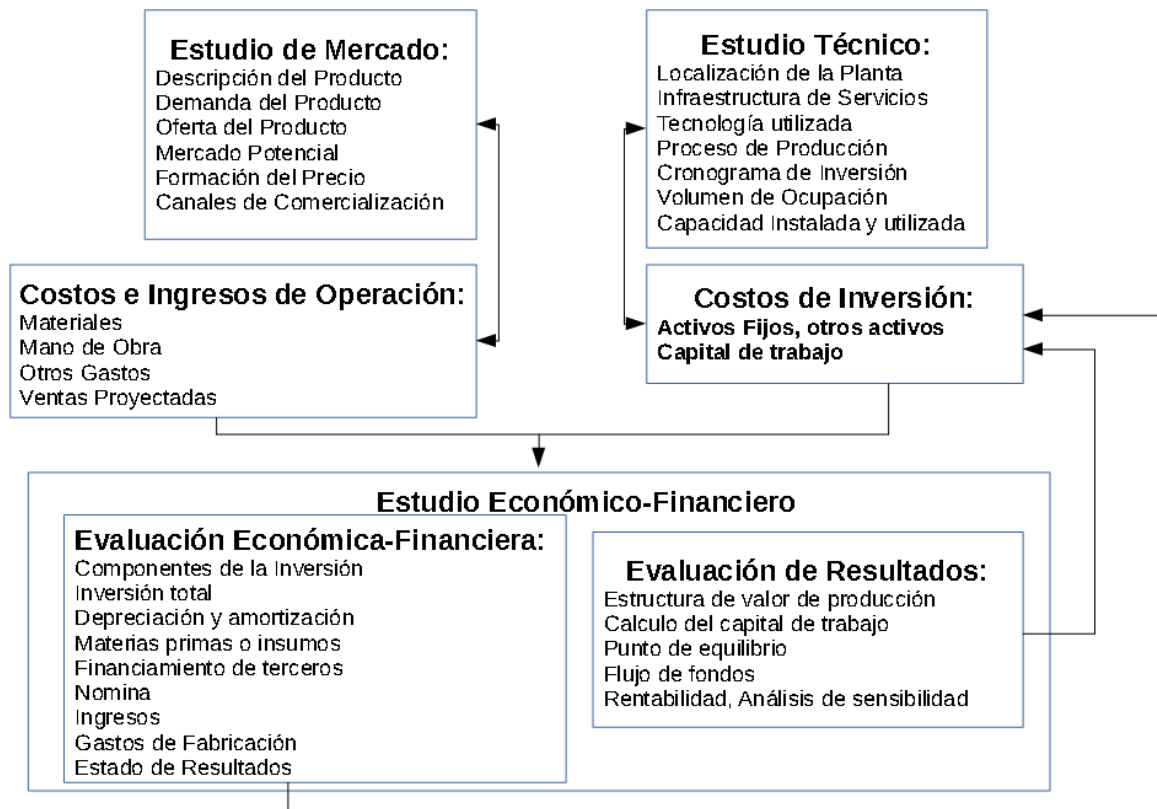 Estudio de Mercado:
Descripción del Producto
Demanda del Producto
Oferta del Producto
Mercado Potencial
Formación del Precio
Canales de Comercialización
Estudio Técnico:
Localización de la Planta
Infraestructura de Servicios
Tecnología utilizada
Proceso de Producción
Cronograma de Inversión
Volumen de Ocupación
Capacidad Instalada y utilizada
Costos e Ingresos de Operación:
Materiales
Mano de Obra
Otros Gastos
Ventas Proyectadas
Costos de Inversión:
Activos Fijos, otros activos
Capital de trabajo
Estudio Económico-Financiero
Evaluación Económica-Financiera:
Componentes de la Inversión
Inversión total
Depreciación y amortización
Materias primas o insumos
Financiamiento de terceros
Nomina
Ingresos
Gastos de Fabricación
Estado de Resultados
Evaluación de Resultados:
Estructura de valor de producción
Calculo del capital de trabajo
Punto de equilibrio
Flujo de fondos
Rentabilidad, Análisis de sensibilidad